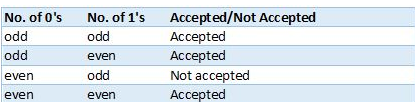 No. of 0's No. of 1's Accepted/Not Accepted
odd odd Accepted
odd even Accepted
even odd Not accepted
even even Accepted